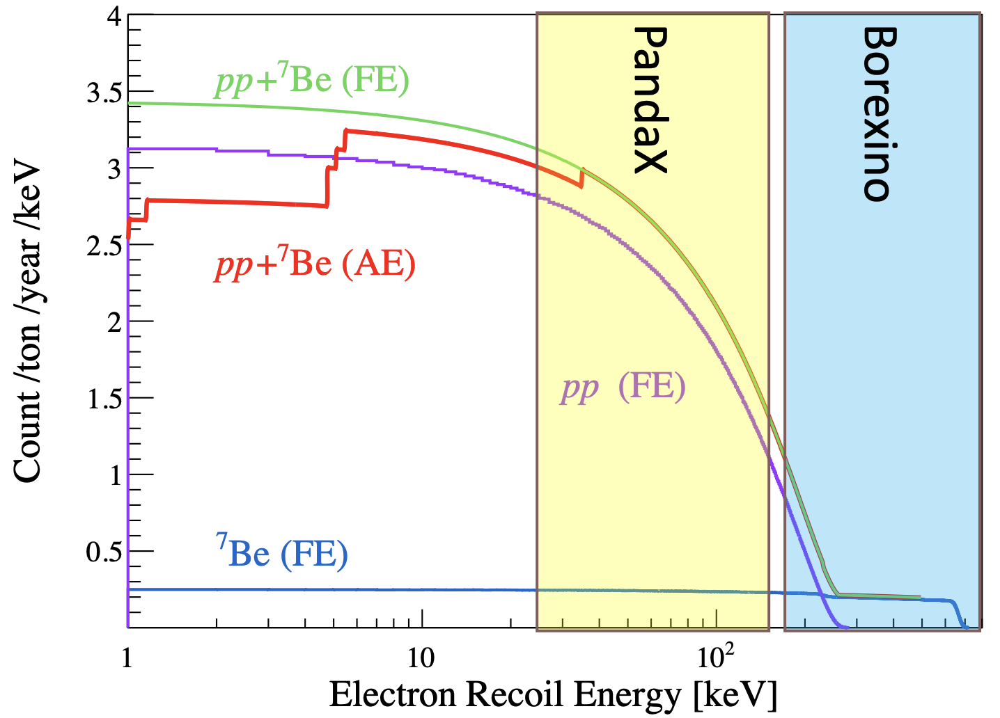 4
3.5
3
2.5
2
1.5
1
0.5
Count /ton /year /keV
pp+⁷Be (FE)
pp+⁷Be (AE)
pp (FE)
⁷Be (FE)
PandaX
Borexino
1
10
10²
Electron Recoil Energy [keV]